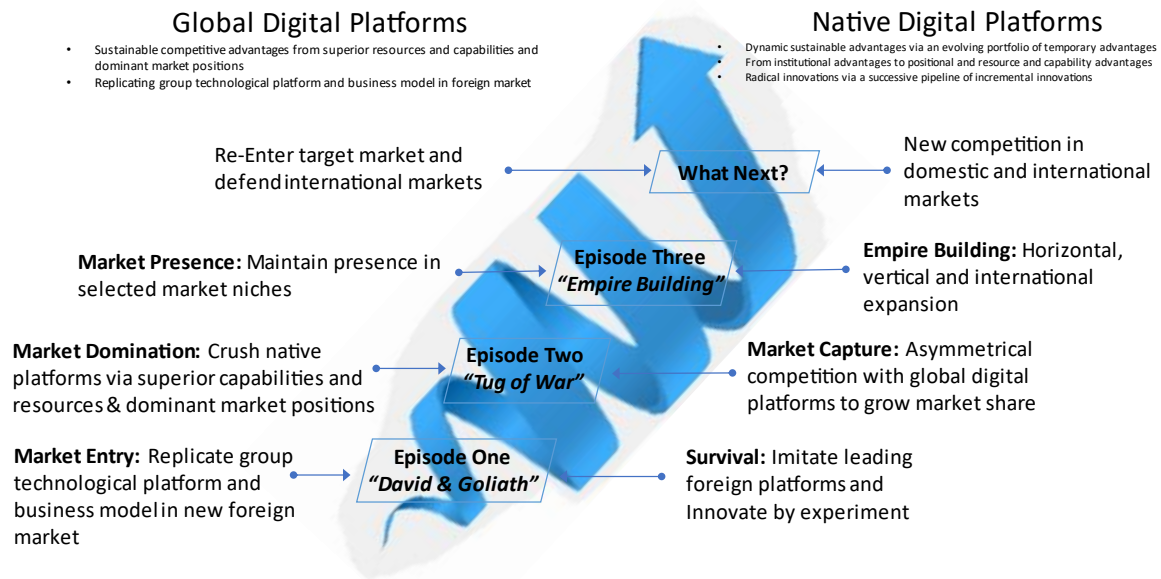 Global Digital Platforms
• Sustainable competitive advantages from superior resources and capabilities and
dominant market positions
• Replicating group technological platform and business model in foreign market
Native Digital Platforms
• Dynamic sustainable advantages via an evolving portfolio of temporary advantages
• From institutional advantages to positional and resource and capability advantages
• Radical innovations via a successive pipeline of incremental innovations
Re-Enter target market and
defend international markets
What Next?
New competition in
domestic and international
markets
Market Presence: Maintain presence in
selected market niches
Episode Three
“Empire Building”
Empire Building: Horizontal,
vertical and international
expansion
Market Domination: Crush native
platforms via superior capabilities and
resources & dominant market positions
Episode Two
“Tug of War”
Market Capture: Asymmetrical
competition with global digital
platforms to grow market share
Market Entry: Replicate group
technological platform and
business model in new foreign
market
Episode One
“David & Goliath”
Survival: Imitate leading
foreign platforms and
Innovate by experiment